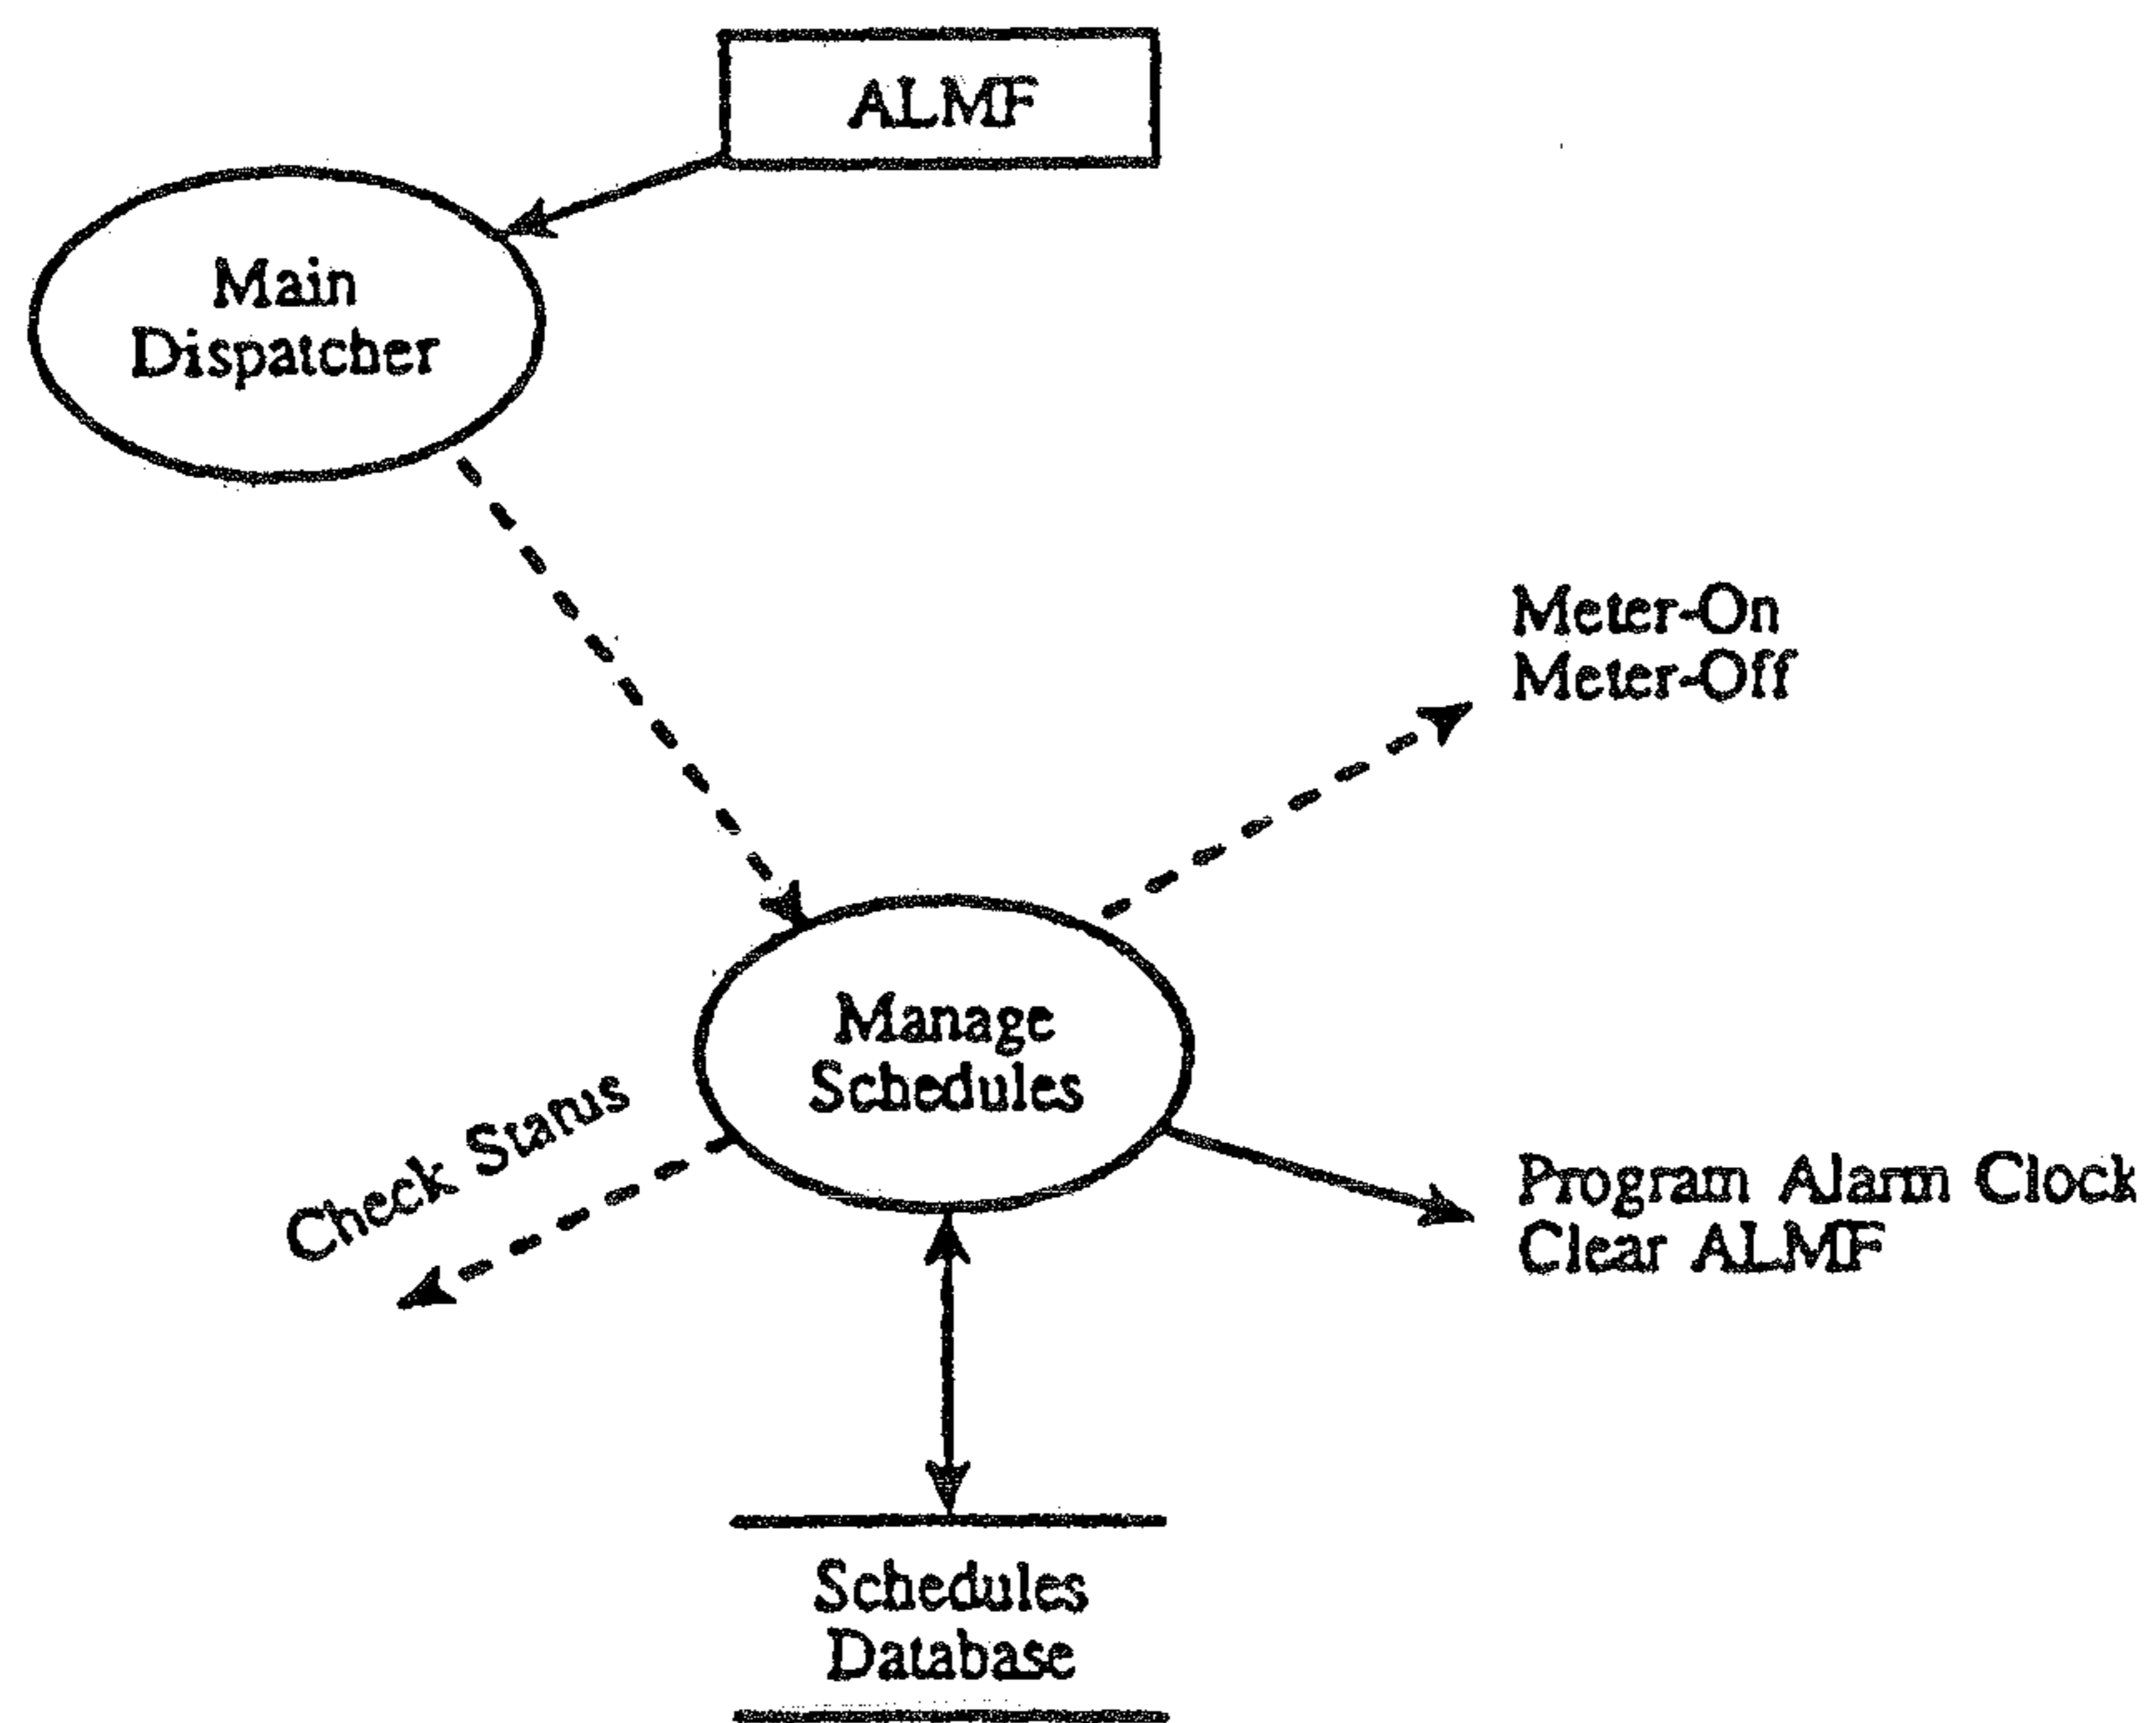 ALMF
Main
Dispatcher
Meter-On
Meter-Off
Manage
Schedules
Check Status
Program Alarm Clock
Clear ALMF
Schedules
Database